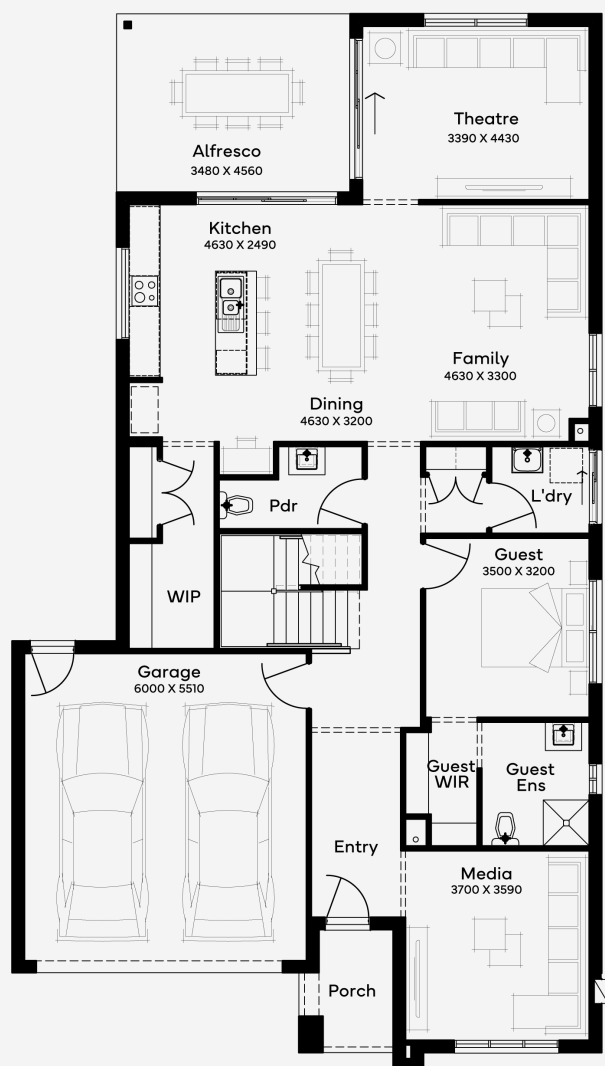 Theatre
3390 X 4430
Alfresco
3480 X 4560
Kitchen
4630 X 2490
Family
4630 X 3300
Dining
4630 X 3200
L'dry
Pdr
Guest
3500 X 3200
WIP
Garage
6000 X 5510
Guest
WIR
Guest
Ens
Entry
Media
3700 X 3590
Porch